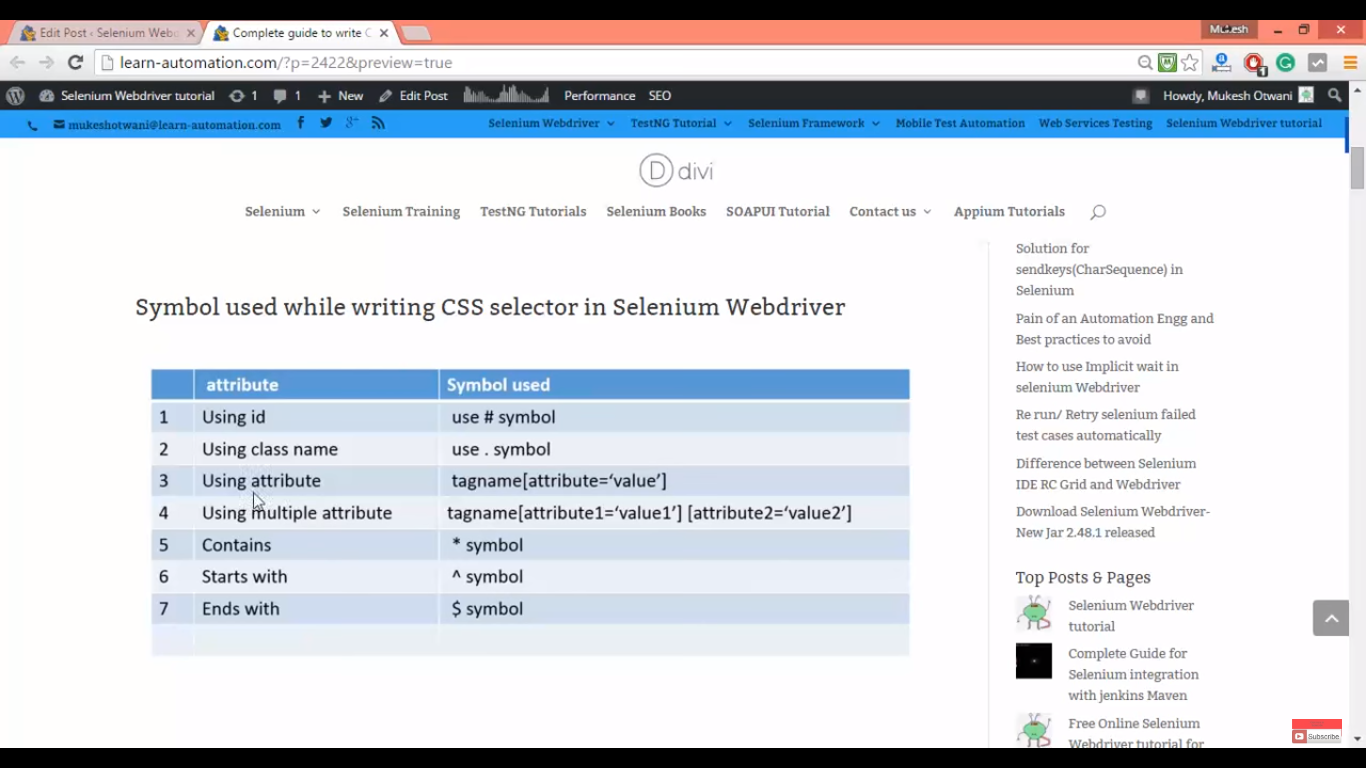 Edit Post ‹ Selenium Webd
Complete guide to write C
Mukesh
learn-automation.com/?p=2422&preview=true
Selenium Webdriver tutorial 1 1 New Edit Post Performance SEO Howdy, Mukesh Otwani
mukeshotwani@learn-automation.com Selenium Webdriver TestNG Tutorial Selenium Framework Mobile Test Automation Web Services Testing Selenium Webdriver tutorial
D divi
Selenium Selenium Training TestNG Tutorials Selenium Books SOAPUI Tutorial Contact us Appium Tutorials
Symbol used while writing CSS selector in Selenium Webdriver
attribute Symbol used
1 Using id use # symbol
2 Using class name use . symbol
3 Using attribute tagname[attribute=‘value’]
4 Using multiple attribute tagname[attribute1=‘value1’] [attribute2=‘value2’]
5 Contains * symbol
6 Starts with ^ symbol
7 Ends with $ symbol
Solution for
sendkeys(CharSequence) in
Selenium
Pain of an Automation Engg and
Best practices to avoid
How to use Implicit wait in
selenium Webdriver
Re run/ Retry selenium failed
test cases automatically
Difference between Selenium
IDE RC Grid and Webdriver
Download Selenium Webdriver-
New Jar 2.48.1 released
Top Posts & Pages
Selenium Webdriver
tutorial
Complete Guide for
Selenium integration
with jenkins Maven
Free Online Selenium
Webdriver tutorial for
Subscribe